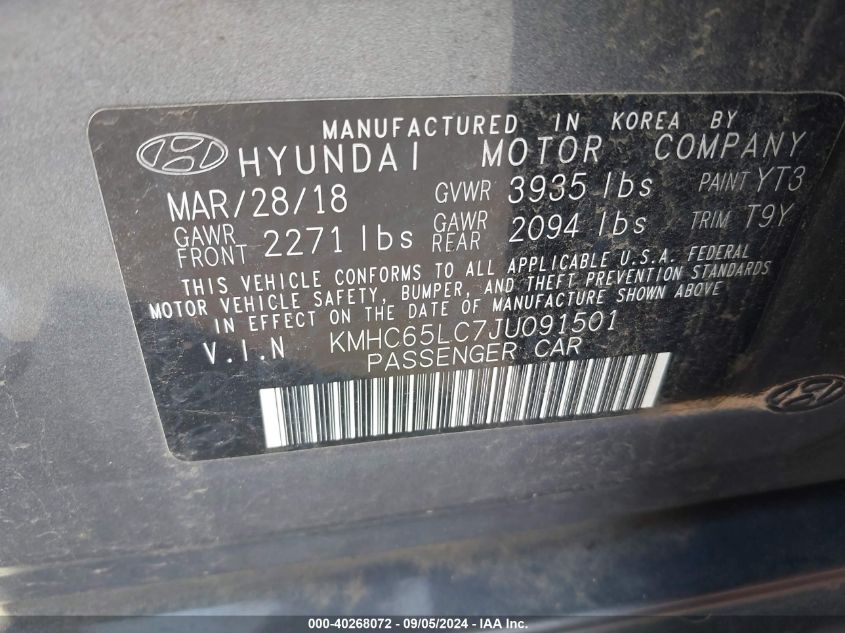 MANUFACTURED IN KOREA BY
HYUNDAI MOTOR COMPANY
MAR/28/18 GVWR 3935 lbs PAINT YT3
GAWR FRONT 2271 lbs GAWR REAR 2094 lbs TRIM T9Y
THIS VEHICLE CONFORMS TO ALL APPLICABLE U.S.A. FEDERAL
MOTOR VEHICLE SAFETY, BUMPER, AND THEFT PREVENTION STANDARDS
IN EFFECT ON THE DATE OF MANUFACTURE SHOWN ABOVE
V.I.N KMHC65LC7JU091501
PASSENGER CAR
000-40268072 - 09/05/2024 - IAA Inc.